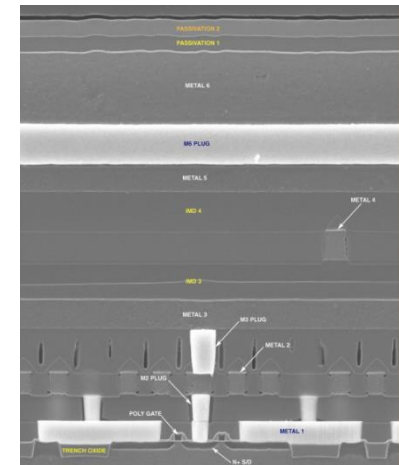 PASSIVATION 2
PASSIVATION 1
METAL 6
M6 PLUG
METAL 5
METAL 4
IMD 4
IMD 3
METAL 3
M3 PLUG
METAL 2
M2 PLUG
POLY GATE
METAL 1
TRENCH OXIDE
N+ S/D